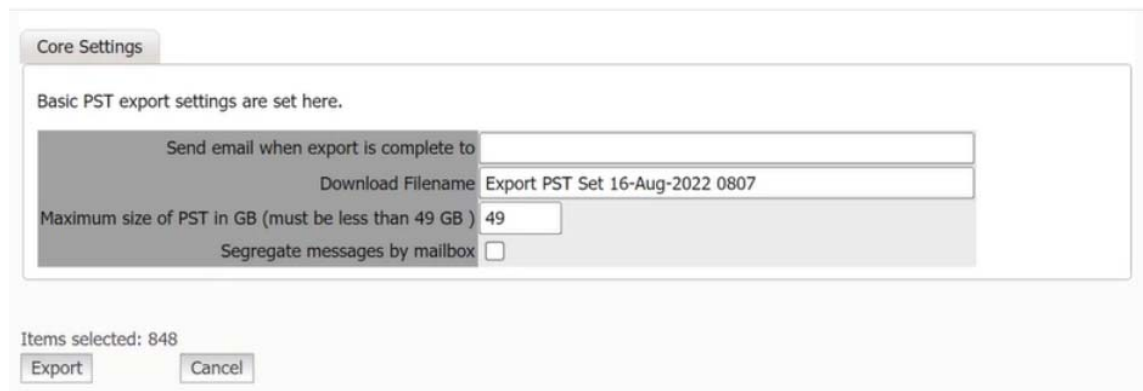 Core Settings
Basic PST export settings are set here.
Send email when export is complete to
Download Filename Export PST Set 16-Aug-2022 0807
Maximum size of PST in GB (must be less than 49 GB ) 49
Segregate messages by mailbox
Items selected: 848
Export Cancel